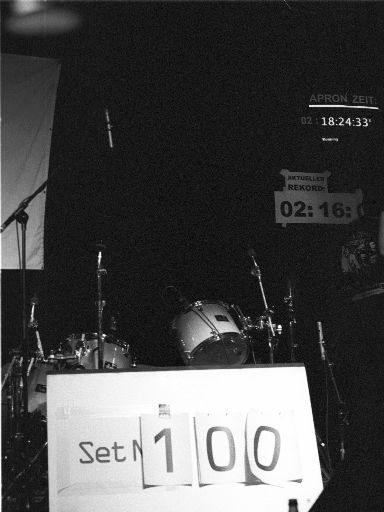 APRON ZEIT:
02 : 18:24:33'
AKTUELLER
REKORD:
02: 16:
Set N 100